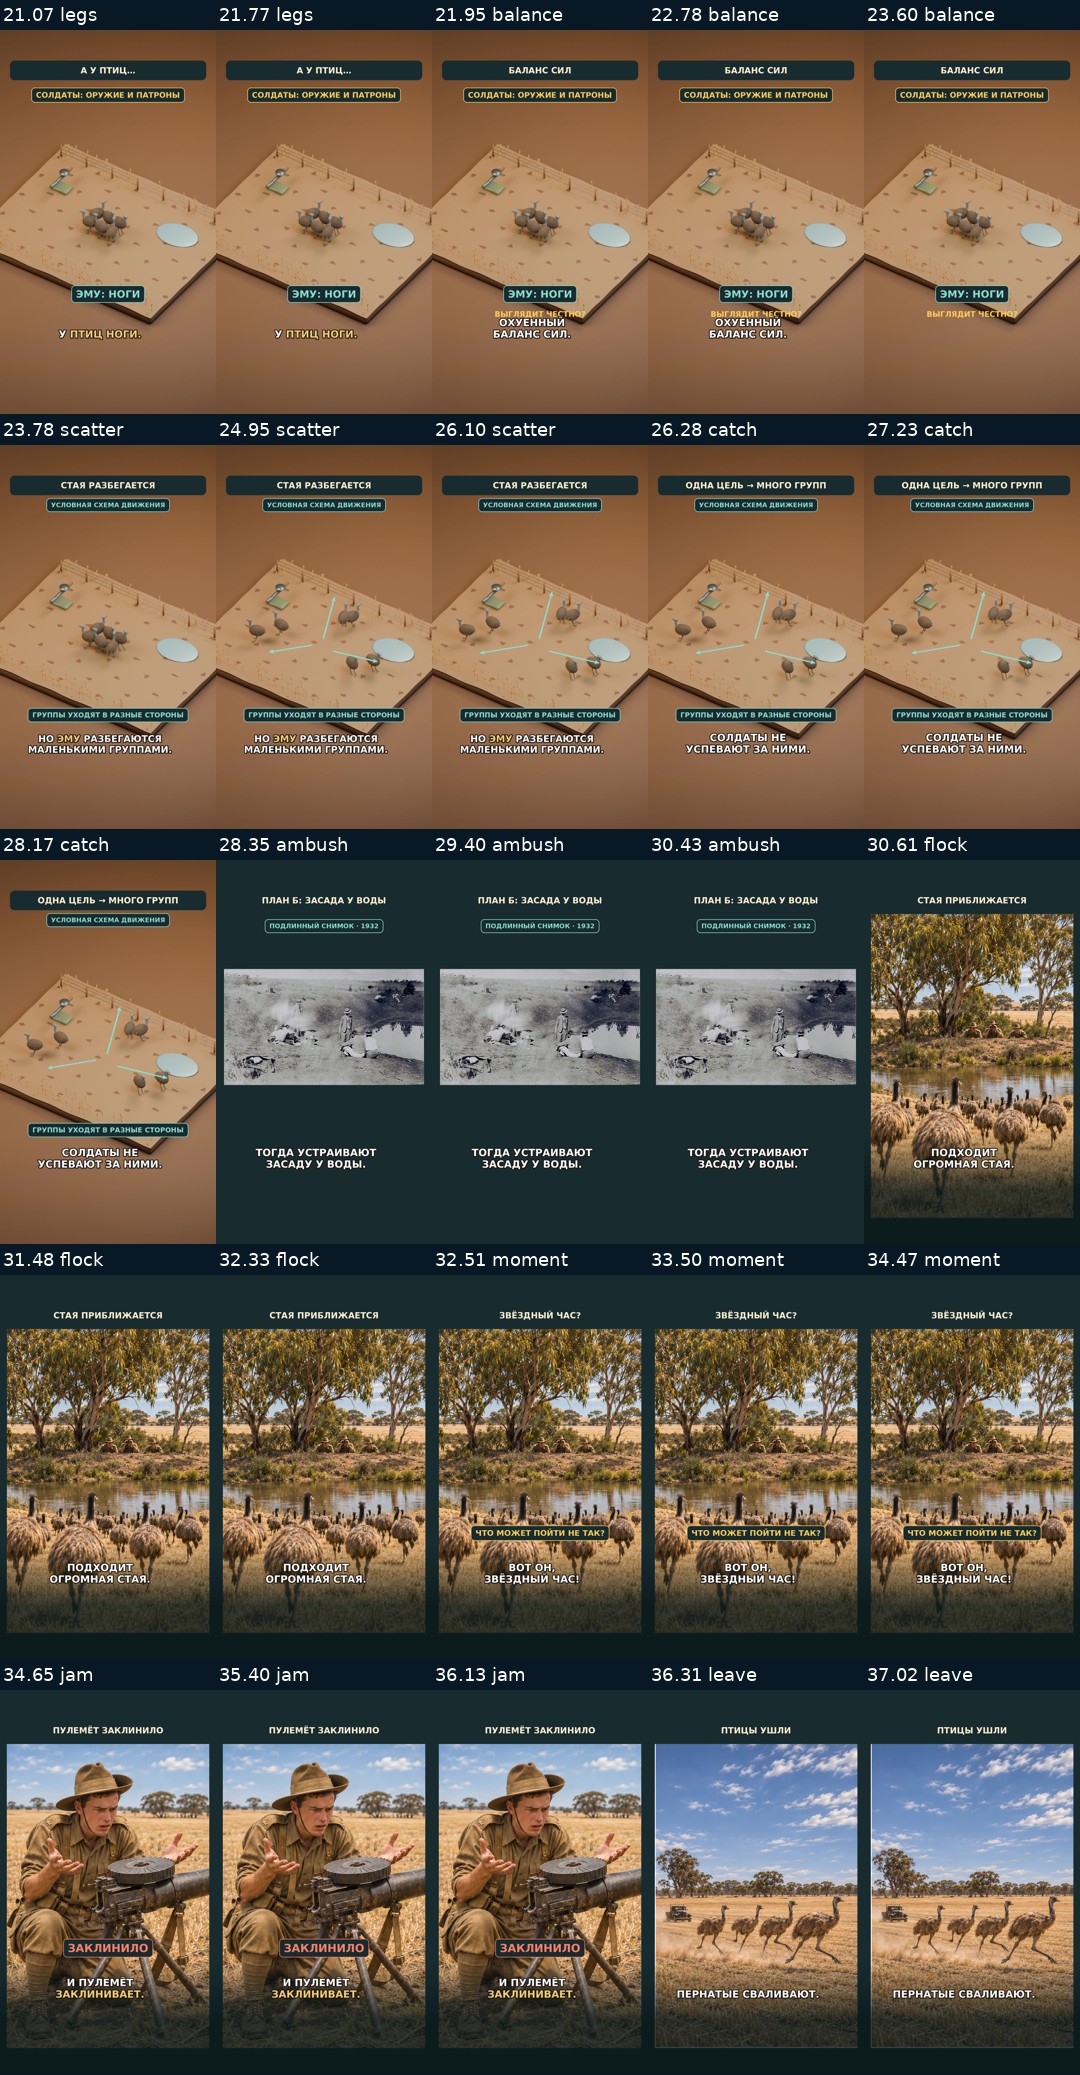 21.07 legs
А У ПТИЦ...
СОЛДАТЫ: ОРУЖИЕ И ПАТРОНЫ
ЭМУ: НОГИ
У ПТИЦ НОГИ.
21.77 legs
А У ПТИЦ...
СОЛДАТЫ: ОРУЖИЕ И ПАТРОНЫ
ЭМУ: НОГИ
У ПТИЦ НОГИ.
21.95 balance
БАЛАНС СИЛ
СОЛДАТЫ: ОРУЖИЕ И ПАТРОНЫ
ЭМУ: НОГИ
ВЫГЛЯДИТ ЧЕСТНО?
ОХУЕННЫЙ
БАЛАНС СИЛ.
22.78 balance
БАЛАНС СИЛ
СОЛДАТЫ: ОРУЖИЕ И ПАТРОНЫ
ЭМУ: НОГИ
ВЫГЛЯДИТ ЧЕСТНО?
ОХУЕННЫЙ
БАЛАНС СИЛ.
23.60 balance
БАЛАНС СИЛ
СОЛДАТЫ: ОРУЖИЕ И ПАТРОНЫ
ЭМУ: НОГИ
ВЫГЛЯДИТ ЧЕСТНО?
23.78 scatter
СТАЯ РАЗБЕГАЕТСЯ
УСЛОВНАЯ СХЕМА ДВИЖЕНИЯ
ГРУППЫ УХОДЯТ В РАЗНЫЕ СТОРОНЫ
НО ЭМУ РАЗБЕГАЮТСЯ
МАЛЕНЬКИМИ ГРУППАМИ.
24.95 scatter
СТАЯ РАЗБЕГАЕТСЯ
УСЛОВНАЯ СХЕМА ДВИЖЕНИЯ
ГРУППЫ УХОДЯТ В РАЗНЫЕ СТОРОНЫ
НО ЭМУ РАЗБЕГАЮТСЯ
МАЛЕНЬКИМИ ГРУППАМИ.
26.10 scatter
СТАЯ РАЗБЕГАЕТСЯ
УСЛОВНАЯ СХЕМА ДВИЖЕНИЯ
ГРУППЫ УХОДЯТ В РАЗНЫЕ СТОРОНЫ
НО ЭМУ РАЗБЕГАЮТСЯ
МАЛЕНЬКИМИ ГРУППАМИ.
26.28 catch
ОДНА ЦЕЛЬ → МНОГО ГРУПП
УСЛОВНАЯ СХЕМА ДВИЖЕНИЯ
ГРУППЫ УХОДЯТ В РАЗНЫЕ СТОРОНЫ
СОЛДАТЫ НЕ
УСПЕВАЮТ ЗА НИМИ.
27.23 catch
ОДНА ЦЕЛЬ → МНОГО ГРУПП
УСЛОВНАЯ СХЕМА ДВИЖЕНИЯ
ГРУППЫ УХОДЯТ В РАЗНЫЕ СТОРОНЫ
СОЛДАТЫ НЕ
УСПЕВАЮТ ЗА НИМИ.
28.17 catch
ОДНА ЦЕЛЬ → МНОГО ГРУПП
УСЛОВНАЯ СХЕМА ДВИЖЕНИЯ
ГРУППЫ УХОДЯТ В РАЗНЫЕ СТОРОНЫ
СОЛДАТЫ НЕ
УСПЕВАЮТ ЗА НИМИ.
28.35 ambush
ПЛАН Б: ЗАСАДА У ВОДЫ
ПОДЛИННЫЙ СНИМОК · 1932
ТОГДА УСТРАИВАЮТ
ЗАСАДУ У ВОДЫ.
29.40 ambush
ПЛАН Б: ЗАСАДА У ВОДЫ
ПОДЛИННЫЙ СНИМОК · 1932
ТОГДА УСТРАИВАЮТ
ЗАСАДУ У ВОДЫ.
30.43 ambush
ПЛАН Б: ЗАСАДА У ВОДЫ
ПОДЛИННЫЙ СНИМОК · 1932
ТОГДА УСТРАИВАЮТ
ЗАСАДУ У ВОДЫ.
30.61 flock
СТАЯ ПРИБЛИЖАЕТСЯ
ПОДХОДИТ
ОГРОМНАЯ СТАЯ.
31.48 flock
СТАЯ ПРИБЛИЖАЕТСЯ
ПОДХОДИТ
ОГРОМНАЯ СТАЯ.
32.33 flock
СТАЯ ПРИБЛИЖАЕТСЯ
ПОДХОДИТ
ОГРОМНАЯ СТАЯ.
32.51 moment
ЗВЁЗДНЫЙ ЧАС?
ЧТО МОЖЕТ ПОЙТИ НЕ ТАК?
ВОТ ОН,
ЗВЁЗДНЫЙ ЧАС!
33.50 moment
ЗВЁЗДНЫЙ ЧАС?
ЧТО МОЖЕТ ПОЙТИ НЕ ТАК?
ВОТ ОН,
ЗВЁЗДНЫЙ ЧАС!
34.47 moment
ЗВЁЗДНЫЙ ЧАС?
ЧТО МОЖЕТ ПОЙТИ НЕ ТАК?
ВОТ ОН,
ЗВЁЗДНЫЙ ЧАС!
34.65 jam
ПУЛЕМЁТ ЗАКЛИНИЛО
ЗАКЛИНИЛО
И ПУЛЕМЁТ
ЗАКЛИНИВАЕТ.
35.40 jam
ПУЛЕМЁТ ЗАКЛИНИЛО
ЗАКЛИНИЛО
И ПУЛЕМЁТ
ЗАКЛИНИВАЕТ.
36.13 jam
ПУЛЕМЁТ ЗАКЛИНИЛО
ЗАКЛИНИЛО
И ПУЛЕМЁТ
ЗАКЛИНИВАЕТ.
36.31 leave
ПТИЦЫ УШЛИ
ПЕРНАТЫЕ СВАЛИВАЮТ.
37.02 leave
ПТИЦЫ УШЛИ
ПЕРНАТЫЕ СВАЛИВАЮТ.